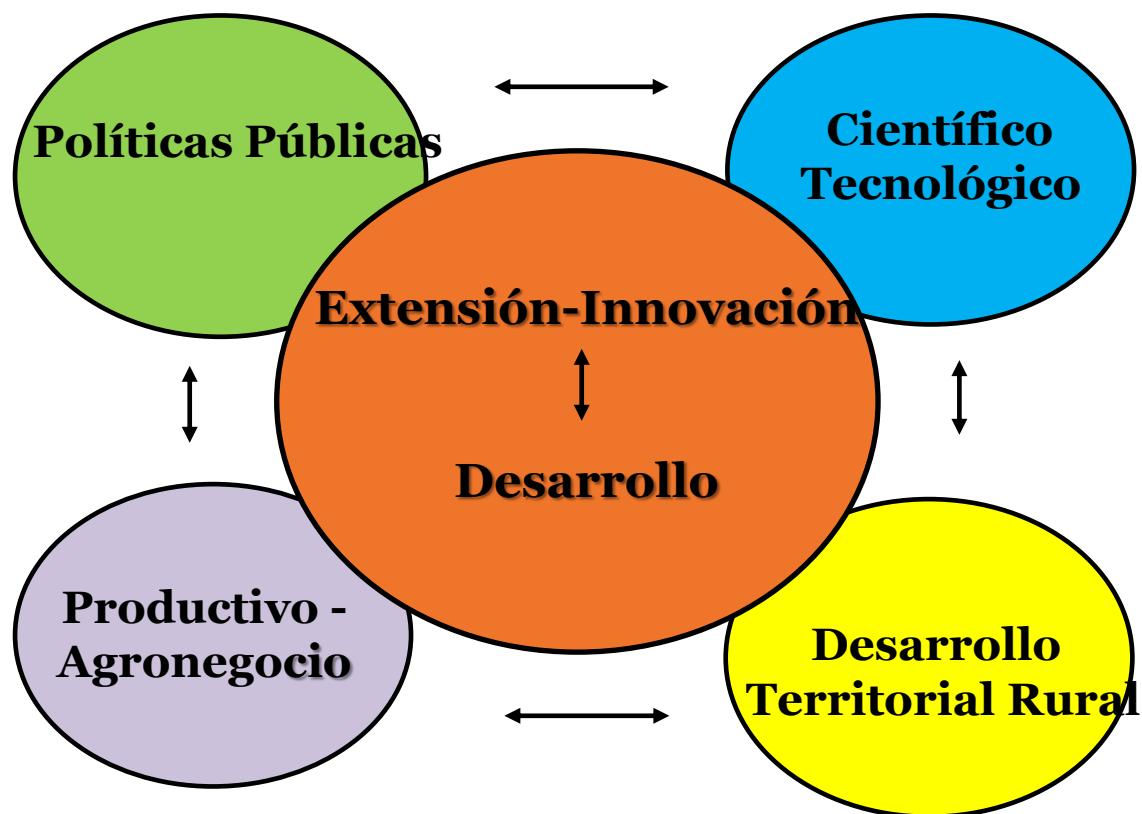 Políticas Públicas
Científico
Tecnológico
Extensión-Innovación
Desarrollo
Productivo -
Agronegocio
Desarrollo
Territorial Rural